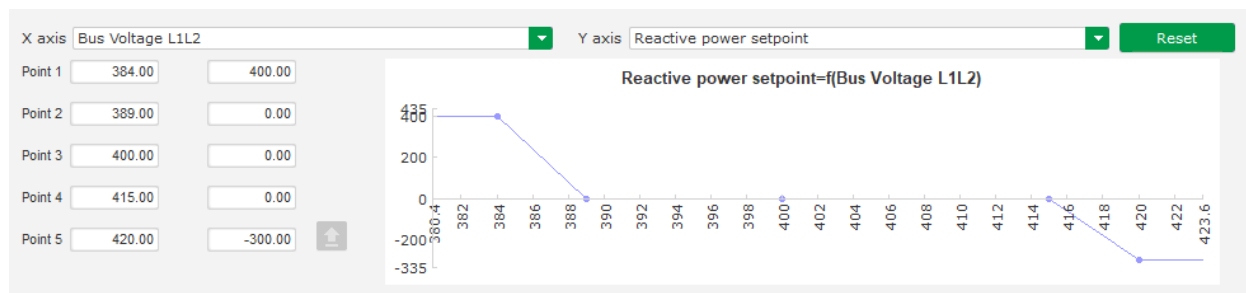 X axis Bus Voltage L1L2 Y axis Reactive power setpoint Reset
Point 1 384.00 400.00
Point 2 389.00 0.00
Point 3 400.00 0.00
Point 4 415.00 0.00
Point 5 420.00 -300.00
Reactive power setpoint=f(Bus Voltage L1L2)
435
400
200
0
-200
-335
380.4 382 384 386 388 390 392 394 396 398 400 402 404 406 408 410 412 414 416 418 420 422 423.6